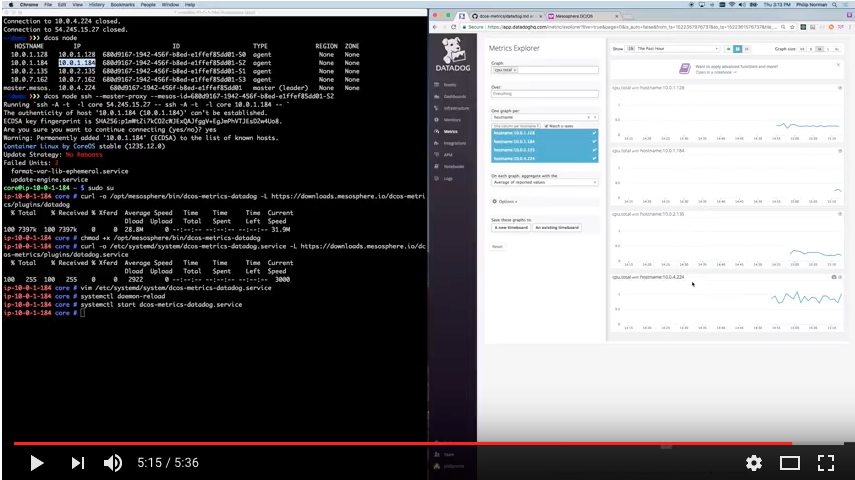 Chrome File Edit View History Bookmarks People Window Help
Thu 3:13 PM Philip Norman
Connection to 10.0.4.224 closed.
Connection to 54.245.15.27 closed.
dcos node
HOSTNAME IP ID TYPE REGION ZONE
10.0.1.128 10.0.1.128 680d9167-1942-456f-b8ed-e1ffef85dd01-S0 agent None None
10.0.1.184 10.0.1.184 680d9167-1942-456f-b8ed-e1ffef85dd01-S2 agent None None
10.0.2.135 10.0.2.135 680d9167-1942-456f-b8ed-e1ffef85dd01-S1 agent None None
10.0.7.162 10.0.7.162 680d9167-1942-456f-b8ed-e1ffef85dd01-S3 agent None None
master.mesos. 10.0.4.224 680d9167-1942-456f-b8ed-e1ffef85dd01 master (leader) None None
dcos node ssh --master-proxy --mesos-id=680d9167-1942-456f-b8ed-e1ffef85dd01-S2
Running `ssh -A -t -l core 54.245.15.27 -- ssh -A -t -l core 10.0.1.184 -- `
The authenticity of host '10.0.1.184 (10.0.1.184)' can't be established.
ECDSA key fingerprint is
Are you sure you want to continue connecting (yes/no)? yes
Warning: Permanently added '10.0.1.184' (ECDSA) to the list of known hosts.
Container Linux by CoreOS stable (1235.12.0)
Update Strategy: No Reboots
Failed Units: 2
format-var-lib-ephemeral.service
update-engine.service
core@ip-10-0-1-184 ~ $ sudo su
ip-10-0-1-184 core # curl -o /opt/mesosphere/bin/dcos-metrics-datadog -L https://downloads.mesosphere.io/dcos-metri
cs/plugins/datadog
% Total % Received % Xferd Average Speed Time Time Time Current
Dload Upload Total Spent Left Speed
100 7397k 100 7397k 0 0 28.8M 0 --:--:-- --:--:-- --:--:-- 31.9M
ip-10-0-1-184 core # chmod +x /opt/mesosphere/bin/dcos-metrics-datadog
ip-10-0-1-184 core # curl -o /etc/systemd/system/dcos-metrics-datadog.service -L https://downloads.mesosphere.io/dc
os-metrics/plugins/datadog.service
% Total % Received % Xferd Average Speed Time Time Time Current
Dload Upload Total Spent Left Speed
100 255 100 255 0 0 2922 0 --:--:-- --:--:-- --:--:-- 3000
ip-10-0-1-184 core # vim /etc/systemd/system/dcos-metrics-datadog.service
ip-10-0-1-184 core # systemctl daemon-reload
ip-10-0-1-184 core # systemctl start dcos-metrics-datadog.service
ip-10-0-1-184 core #
dcos-metrics/datadog.md at
Mesosphere DC/OS
Secure
DATADOG
Events
Dashboards
Infrastructure
Monitors
Metrics
Integrations
APM
Notebooks
Logs
Team
Metrics Explorer
Graph:
cpu.total
Over:
Everything
One graph per:
hostname
hostname:10.0.1.128
hostname:10.0.1.184
hostname:10.0.2.135
hostname:10.0.4.224
On each graph, aggregate with the
Average of reported values
Options
Save these graphs to:
A new timeboard An existing timeboard
Reset
Show 1h The Past Hour
Graph size:
Want to apply advanced functions and more?
Open in a notebook
cpu.total over hostname:10.0.1.128
cpu.total over hostname:10.0.1.184
cpu.total over hostname:10.0.2.135
cpu.total over hostname:10.0.4.224
5:15 / 5:36